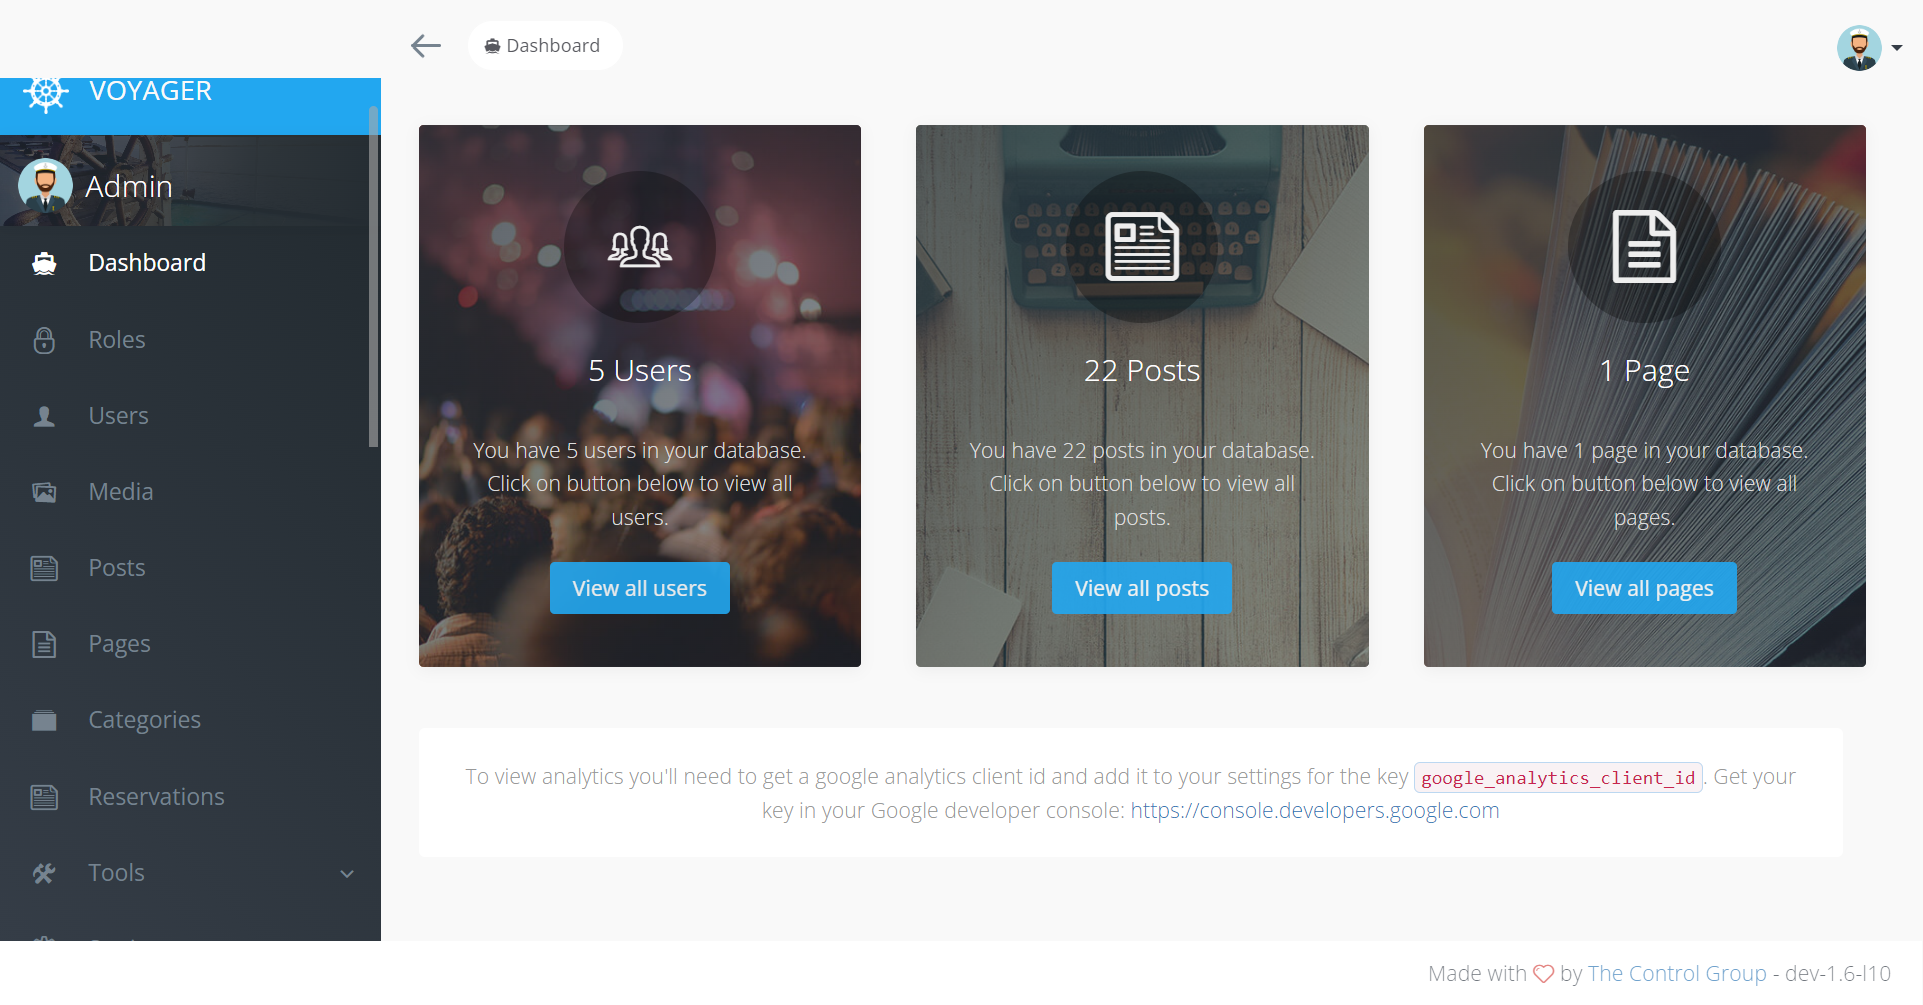 Dashboard
VOYAGER
Admin
Dashboard
Roles
Users
Media
Posts
Pages
Categories
Reservations
Tools
5 Users
You have 5 users in your database.
Click on button below to view all
users.
View all users
22 Posts
You have 22 posts in your database.
Click on button below to view all
posts.
View all posts
1 Page
You have 1 page in your database.
Click on button below to view all
pages.
View all pages
To view analytics you'll need to get a google analytics client id and add it to your settings for the key google_analytics_client_id. Get your
key in your Google developer console: https://console.developers.google.com
Made with by The Control Group - dev-1.6-l10